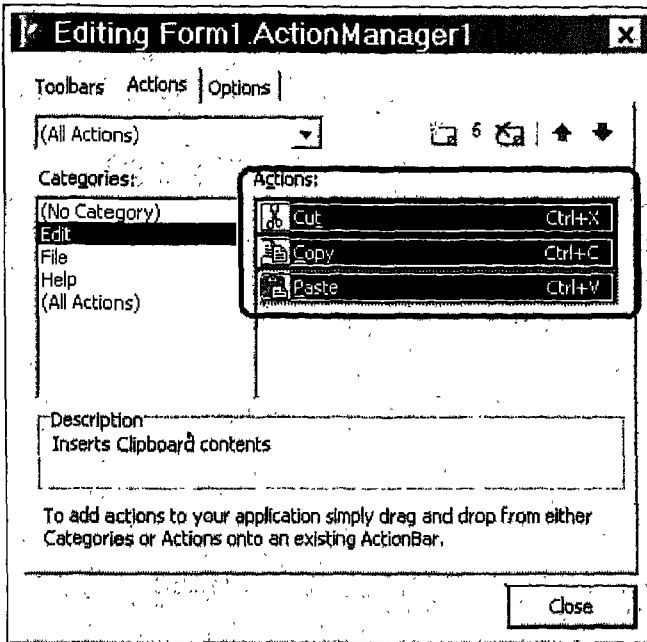 Editing Form1.ActionManager1
Toolbars Actions Options
(All Actions)
Categories: Actions:
(No Category)
Edit
File
Help
(All Actions)
Cut Ctrl+X
Copy Ctrl+C
Paste Ctrl+V
Description
Inserts Clipboard contents
To add actions to your application simply drag and drop from either
Categories or Actions onto an existing ActionBar.
Close